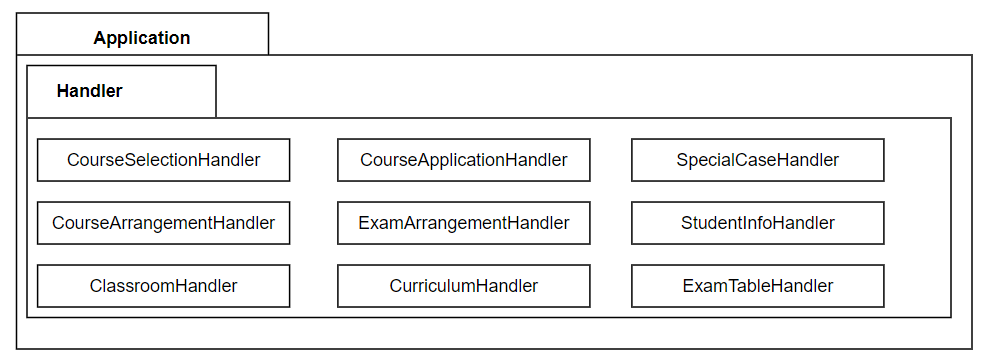 Application
Handler
CourseSelectionHandler
CourseApplicationHandler
SpecialCaseHandler
CourseArrangementHandler
ExamArrangementHandler
StudentInfoHandler
ClassroomHandler
CurriculumHandler
ExamTableHandler